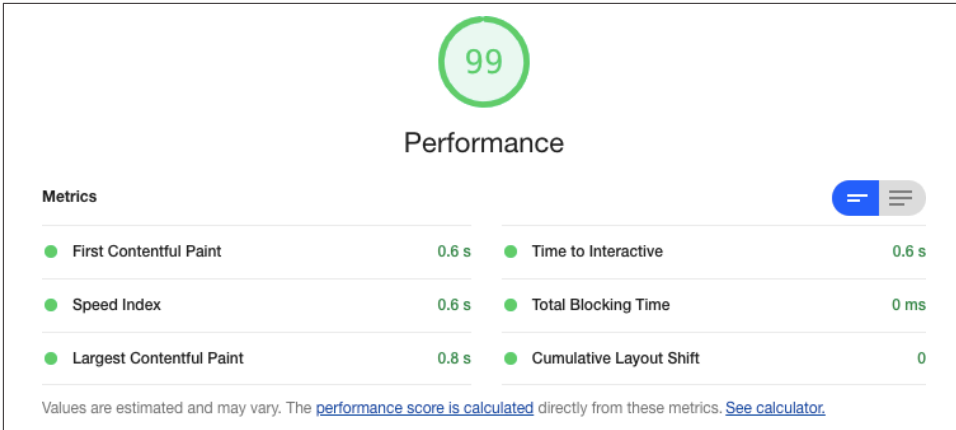 99
Performance
Metrics
First Contentful Paint 0.6 s
Time to Interactive 0.6 s
Speed Index 0.6 s
Total Blocking Time 0 ms
Largest Contentful Paint 0.8 s
Cumulative Layout Shift 0
Values are estimated and may vary. The performance score is calculated directly from these metrics. See calculator.